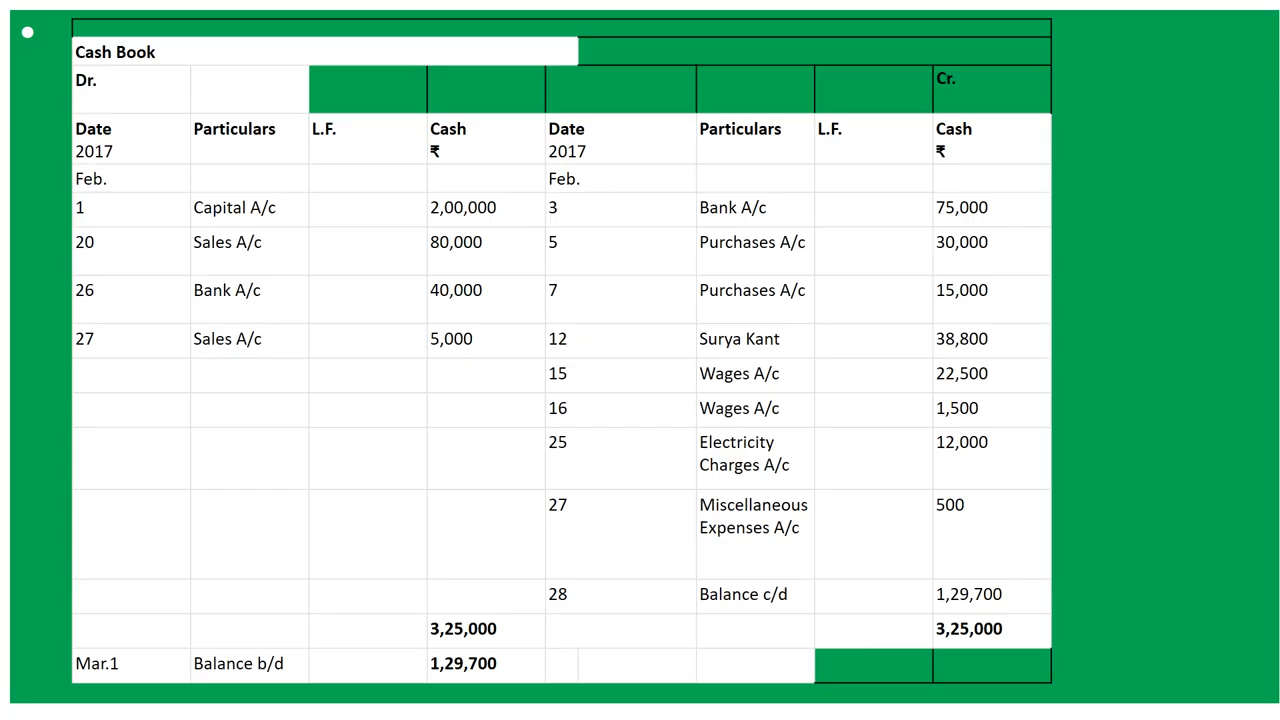 Cash Book
Dr. Cr.
Date Particulars L.F. Cash Date Particulars L.F. Cash
2017 ₹ 2017 ₹
Feb. Feb.
1 Capital A/c 2,00,000 3 Bank A/c 75,000
20 Sales A/c 80,000 5 Purchases A/c 30,000
26 Bank A/c 40,000 7 Purchases A/c 15,000
27 Sales A/c 5,000 12 Surya Kant 38,800
15 Wages A/c 22,500
16 Wages A/c 1,500
25 Electricity 12,000
Charges A/c
27 Miscellaneous 500
Expenses A/c
28 Balance c/d 1,29,700
3,25,000 3,25,000
Mar.1 Balance b/d 1,29,700